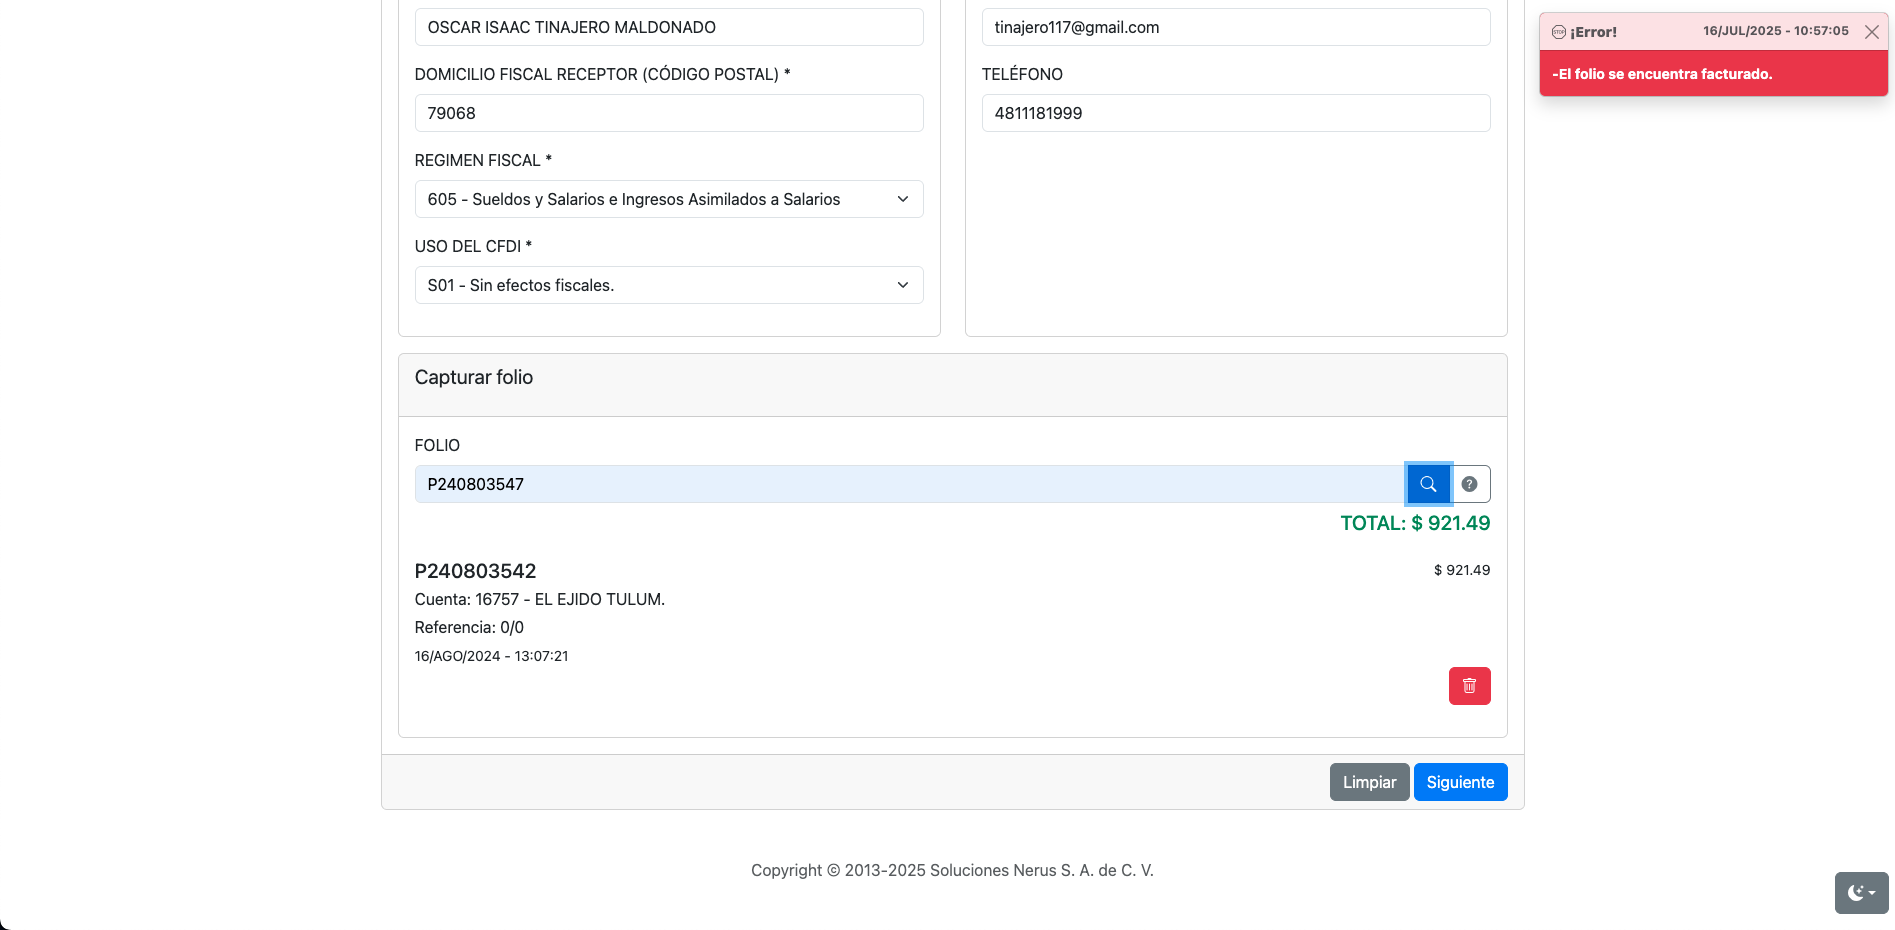 OSCAR ISAAC TINAJERO MALDONADO
DOMICILIO FISCAL RECEPTOR (CÓDIGO POSTAL) *
79068
REGIMEN FISCAL *
605 - Sueldos y Salarios e Ingresos Asimilados a Salarios
USO DEL CFDI *
S01 - Sin efectos fiscales.
tinajero117@gmail.com
TELÉFONO
4811181999
¡Error!
16/JUL/2025 - 10:57:05
-El folio se encuentra facturado.
Capturar folio
FOLIO
P240803547
TOTAL: $ 921.49
P240803542
$ 921.49
Cuenta: 16757 - EL EJIDO TULUM.
Referencia: 0/0
16/AGO/2024 - 13:07:21
Limpiar
Siguiente
Copyright © 2013-2025 Soluciones Nerus S. A. de C. V.